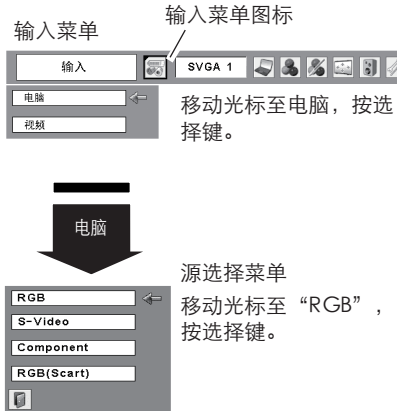 输入菜单图标
输入菜单
输入
SVGA 1
电脑
视频
移动光标至电脑，按选
择键。
电脑
源选择菜单
RGB
移动光标至“RGB”，
按选择键。
S-Video
Component
RGB(Scart)